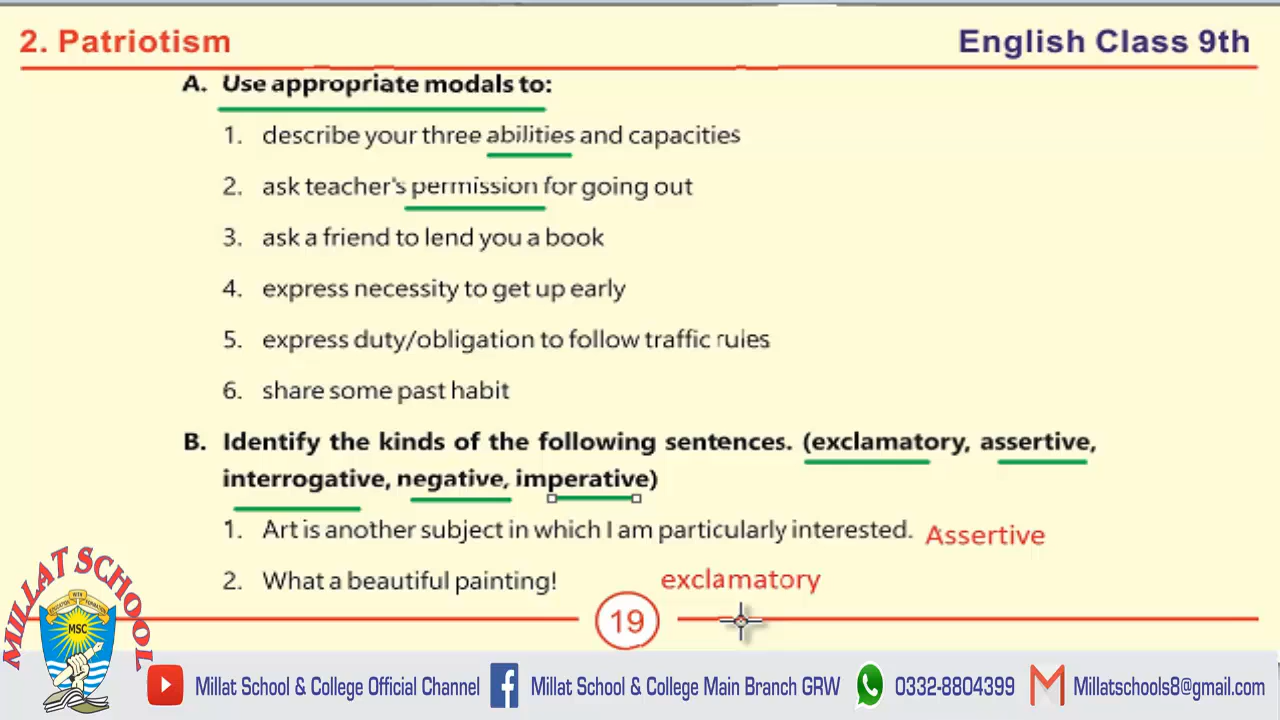 2. Patriotism
English Class 9th
A. Use appropriate modals to:
1. describe your three abilities and capacities
2. ask teacher's permission for going out
3. ask a friend to lend you a book
4. express necessity to get up early
5. express duty/obligation to follow traffic rules
6. share some past habit
B. Identify the kinds of the following sentences. (exclamatory, assertive,
interrogative, negative, imperative)
1. Art is another subject in which I am particularly interested. Assertive
2. What a beautiful painting! exclamatory
19
MILLAT SCHOOL
MSC
Millat School & College Official Channel
Millat School & College Main Branch GRW
0332-8804399
Millatschools8@gmail.com